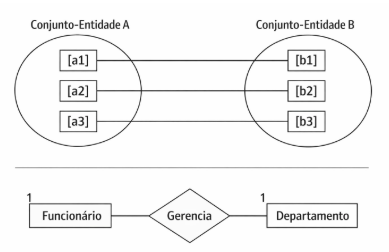 Conjunto-Entidade A
Conjunto-Entidade B
[a1]
[b1]
[a2]
[b2]
[a3]
[b3]
1
1
Funcionário
Gerencia
Departamento